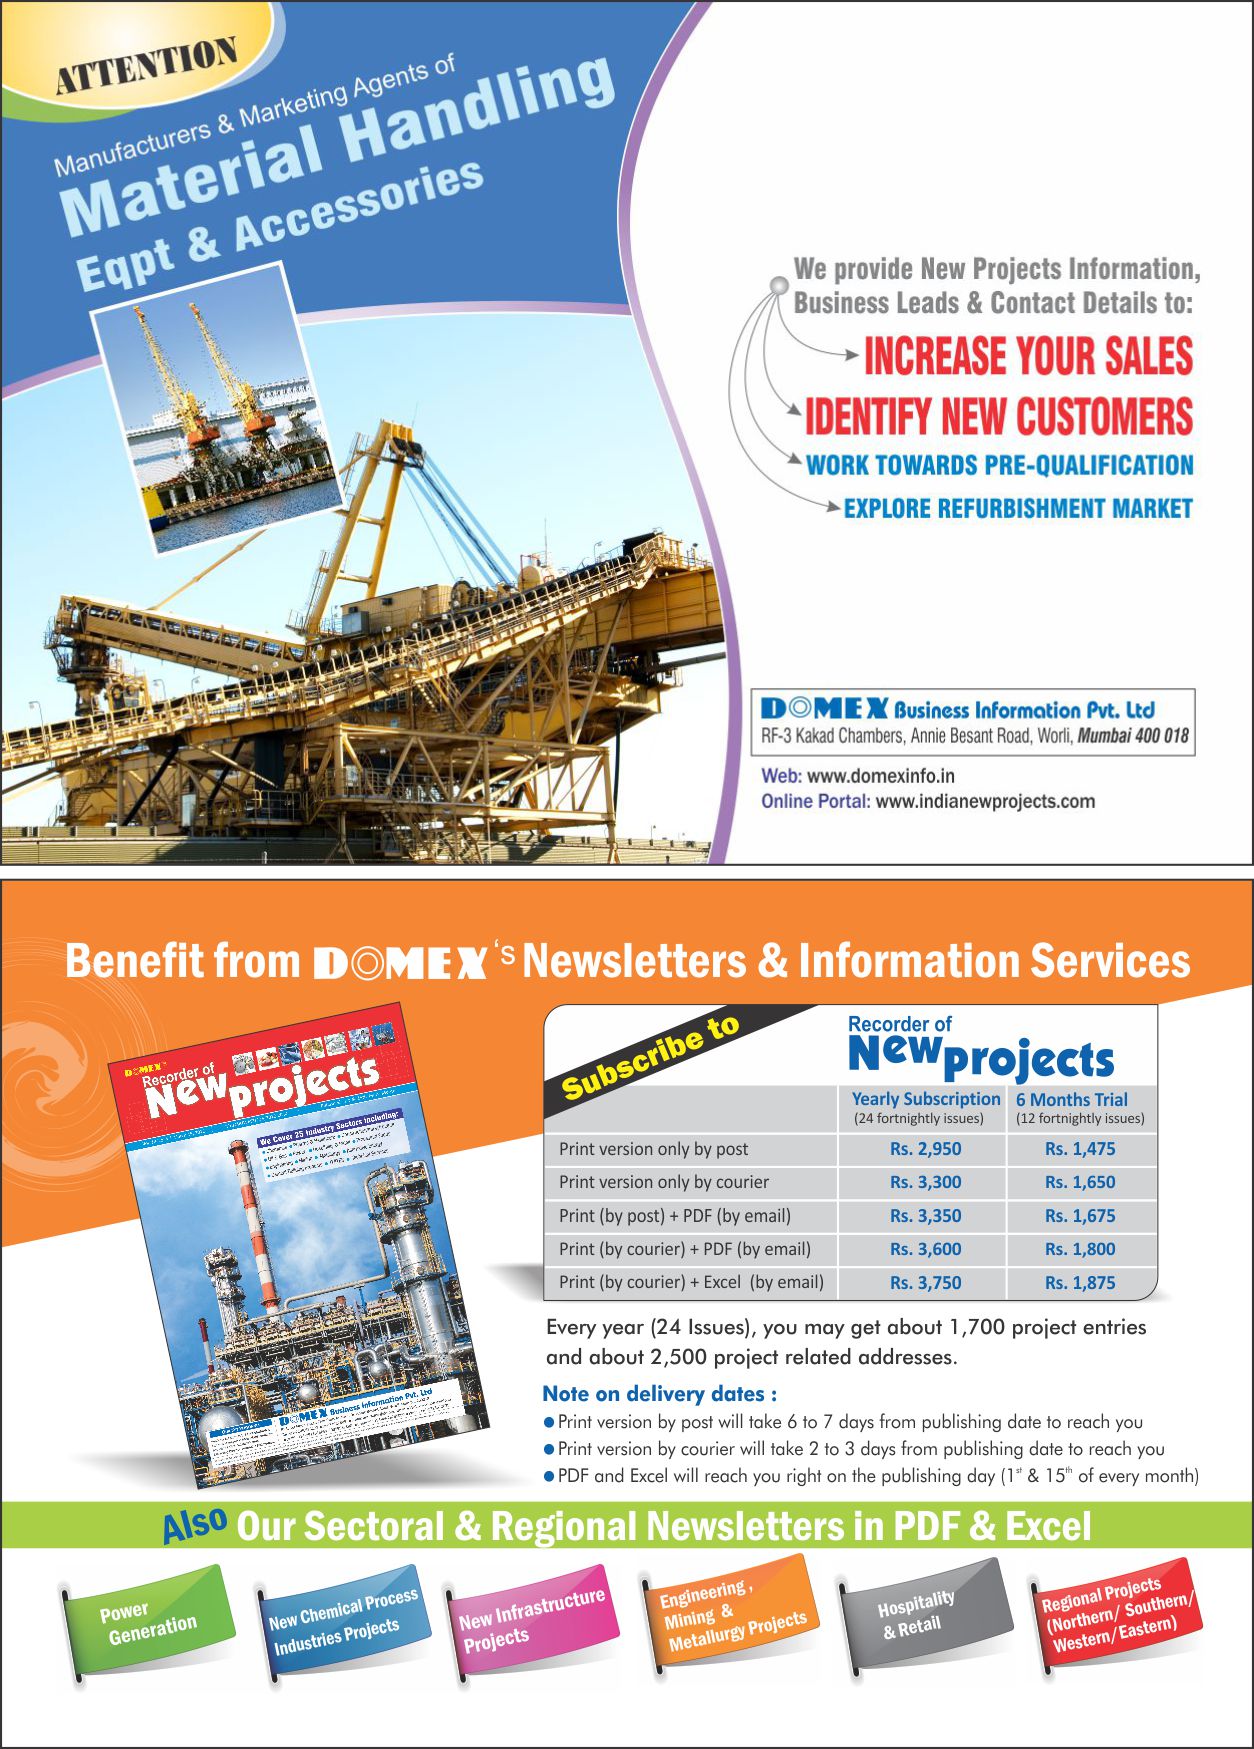 ATTENTION
Manufacturers & Marketing Agents of
Material Handling
Eqpt & Accessories
We provide New Projects Information,
Business Leads & Contact Details to:
INCREASE YOUR SALES
IDENTIFY NEW CUSTOMERS
WORK TOWARDS PRE-QUALIFICATION
EXPLORE REFURBISHMENT MARKET
DOMEX Business Information Pvt. Ltd
RF-3 Kakad Chambers, Annie Besant Road, Worli, Mumbai 400 018
Web: www.domexinfo.in
Online Portal: www.indianewprojects.com
Benefit from DOMEX's Newsletters & Information Services
DOMEX
Recorder of
Newprojects
We Cover 25 Industry Sectors including:
DOMEX Business Information Pvt. Ltd
Subscribe to
Recorder of
Newprojects
Yearly Subscription 6 Months Trial
(24 fortnightly issues) (12 fortnightly issues)
Print version only by post Rs. 2,950 Rs. 1,475
Print version only by courier Rs. 3,300 Rs. 1,650
Print (by post) + PDF (by email) Rs. 3,350 Rs. 1,675
Print (by courier) + PDF (by email) Rs. 3,600 Rs. 1,800
Print (by courier) + Excel (by email) Rs. 3,750 Rs. 1,875
Every year (24 Issues), you may get about 1,700 project entries
and about 2,500 project related addresses.
Note on delivery dates :
● Print version by post will take 6 to 7 days from publishing date to reach you
● Print version by courier will take 2 to 3 days from publishing date to reach you
● PDF and Excel will reach you right on the publishing day (1st & 15th of every month)
Also Our Sectoral & Regional Newsletters in PDF & Excel
Power
Generation
New Chemical Process
Industries Projects
New Infrastructure
Projects
Engineering ,
Mining &
Metallurgy Projects
Hospitality
& Retail
Regional Projects
(Northern/ Southern/
Western/Eastern)